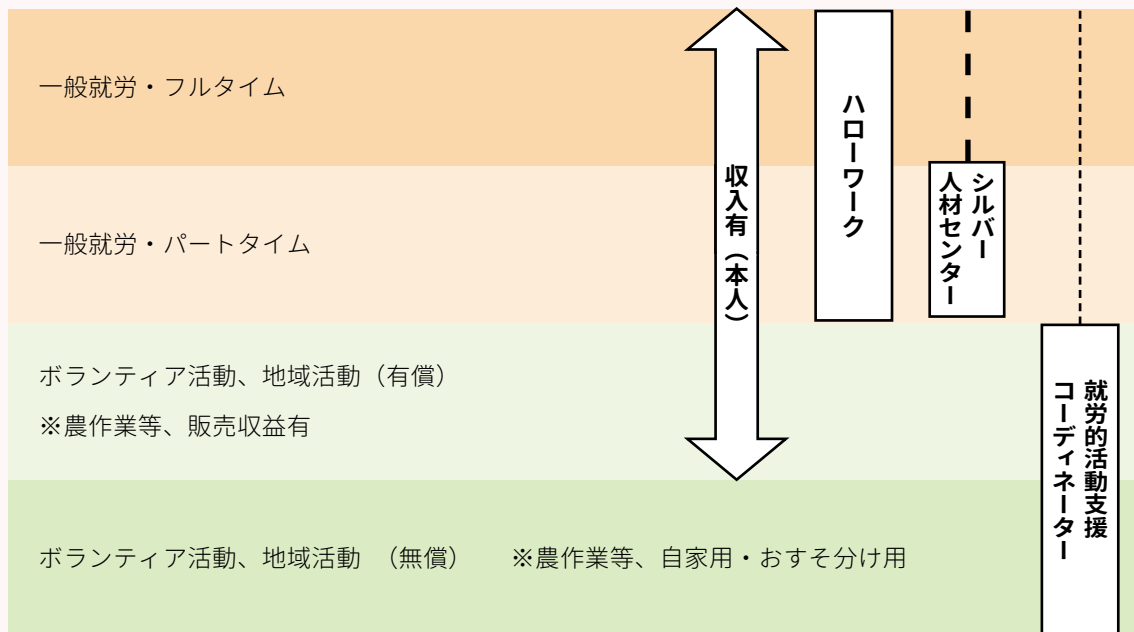 一般就労・フルタイム
一般就労・パートタイム
ボランティア活動、地域活動（有償）
※農作業等、販売収益有
ボランティア活動、地域活動　（無償）　　※農作業等、自家用・おすそ分け用
収入有（本人）
ハローワーク
シルバー
人材センター
就労的活動支援
コーディネーター